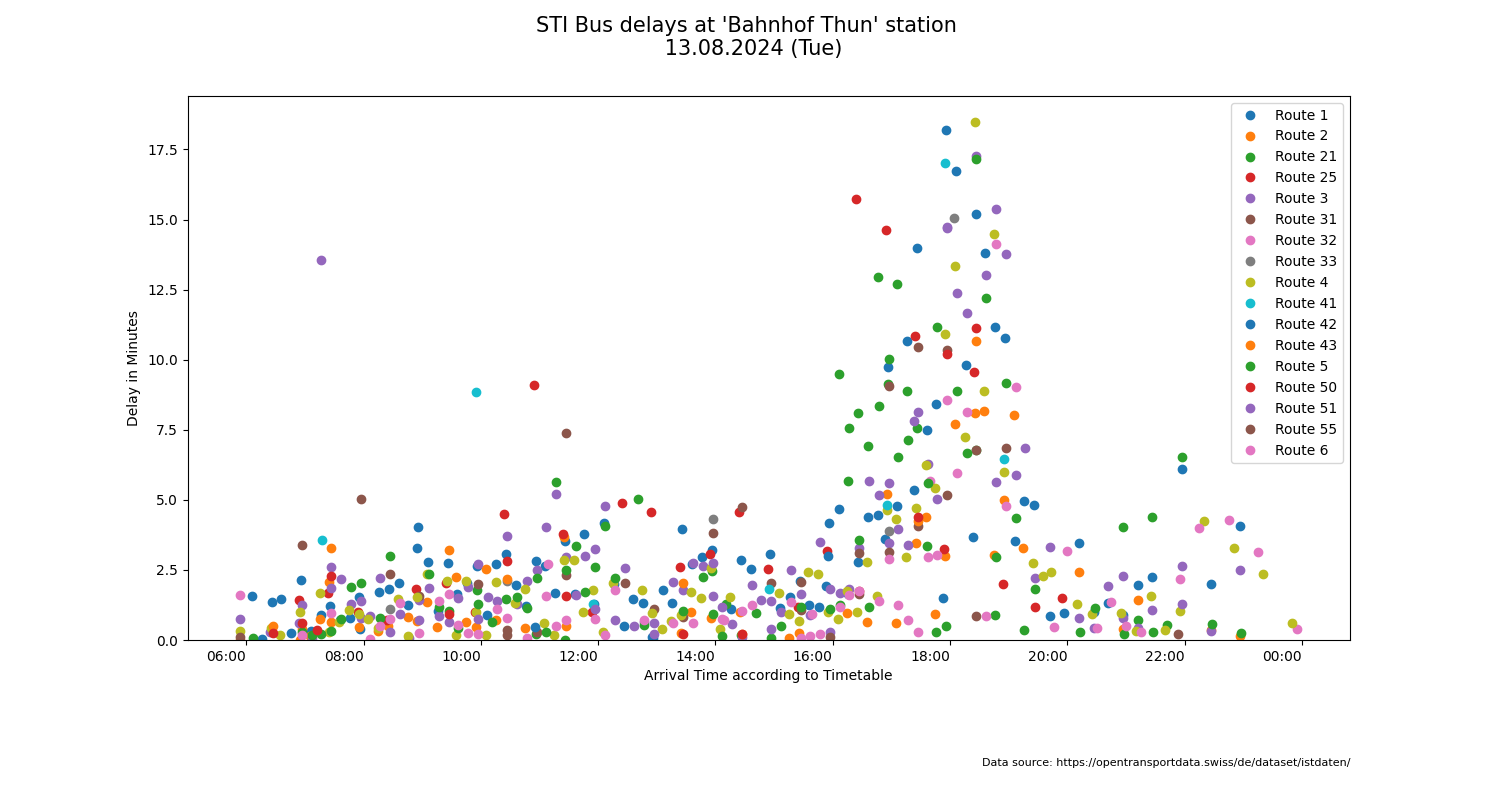 STI Bus delays at 'Bahnhof Thun' station
13.08.2024 (Tue)
Delay in Minutes
17.5
15.0
12.5
10.0
7.5
5.0
2.5
0.0
Route 1
Route 2
Route 21
Route 25
Route 3
Route 31
Route 32
Route 33
Route 4
Route 41
Route 42
Route 43
Route 5
Route 50
Route 51
Route 55
Route 6
06:00 08:00 10:00 12:00 14:00 16:00 18:00 20:00 22:00 00:00
Arrival Time according to Timetable
Data source: https://opentransportdata.swiss/de/dataset/istdaten/